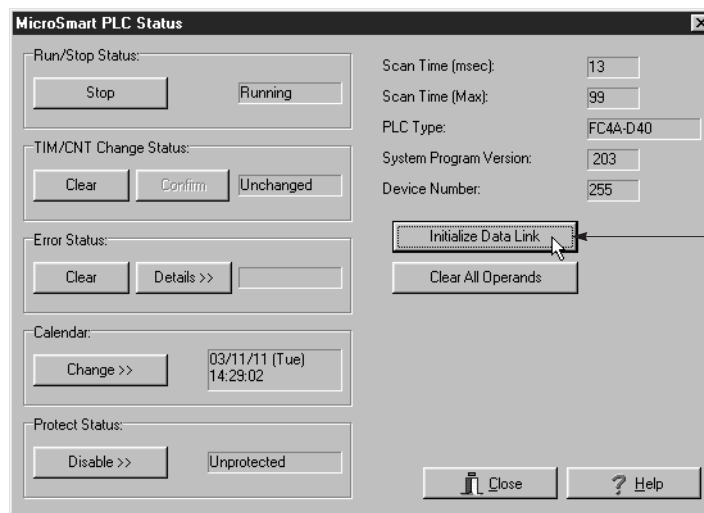 MicroSmart PLC Status
Run/Stop Status:
Stop
Running
TIM/CNT Change Status:
Clear
Confirm
Unchanged
Error Status:
Clear
Details >>
Calendar:
Change >>
03/11/11 (Tue)
14:29:02
Protect Status:
Disable >>
Unprotected
Scan Time (msec):
13
Scan Time (Max):
99
PLC Type:
FC4A-D40
System Program Version:
203
Device Number:
255
Initialize Data Link
Clear All Operands
Close
Help